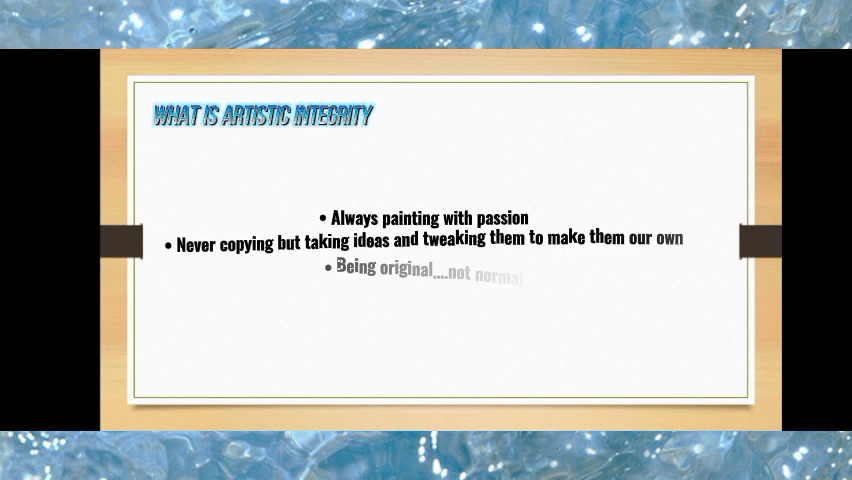 WHAT IS ARTISTIC INTEGRITY
• Always painting with passion
• Never copying but taking ideas and tweaking them to make them our own
• Being original....not normal